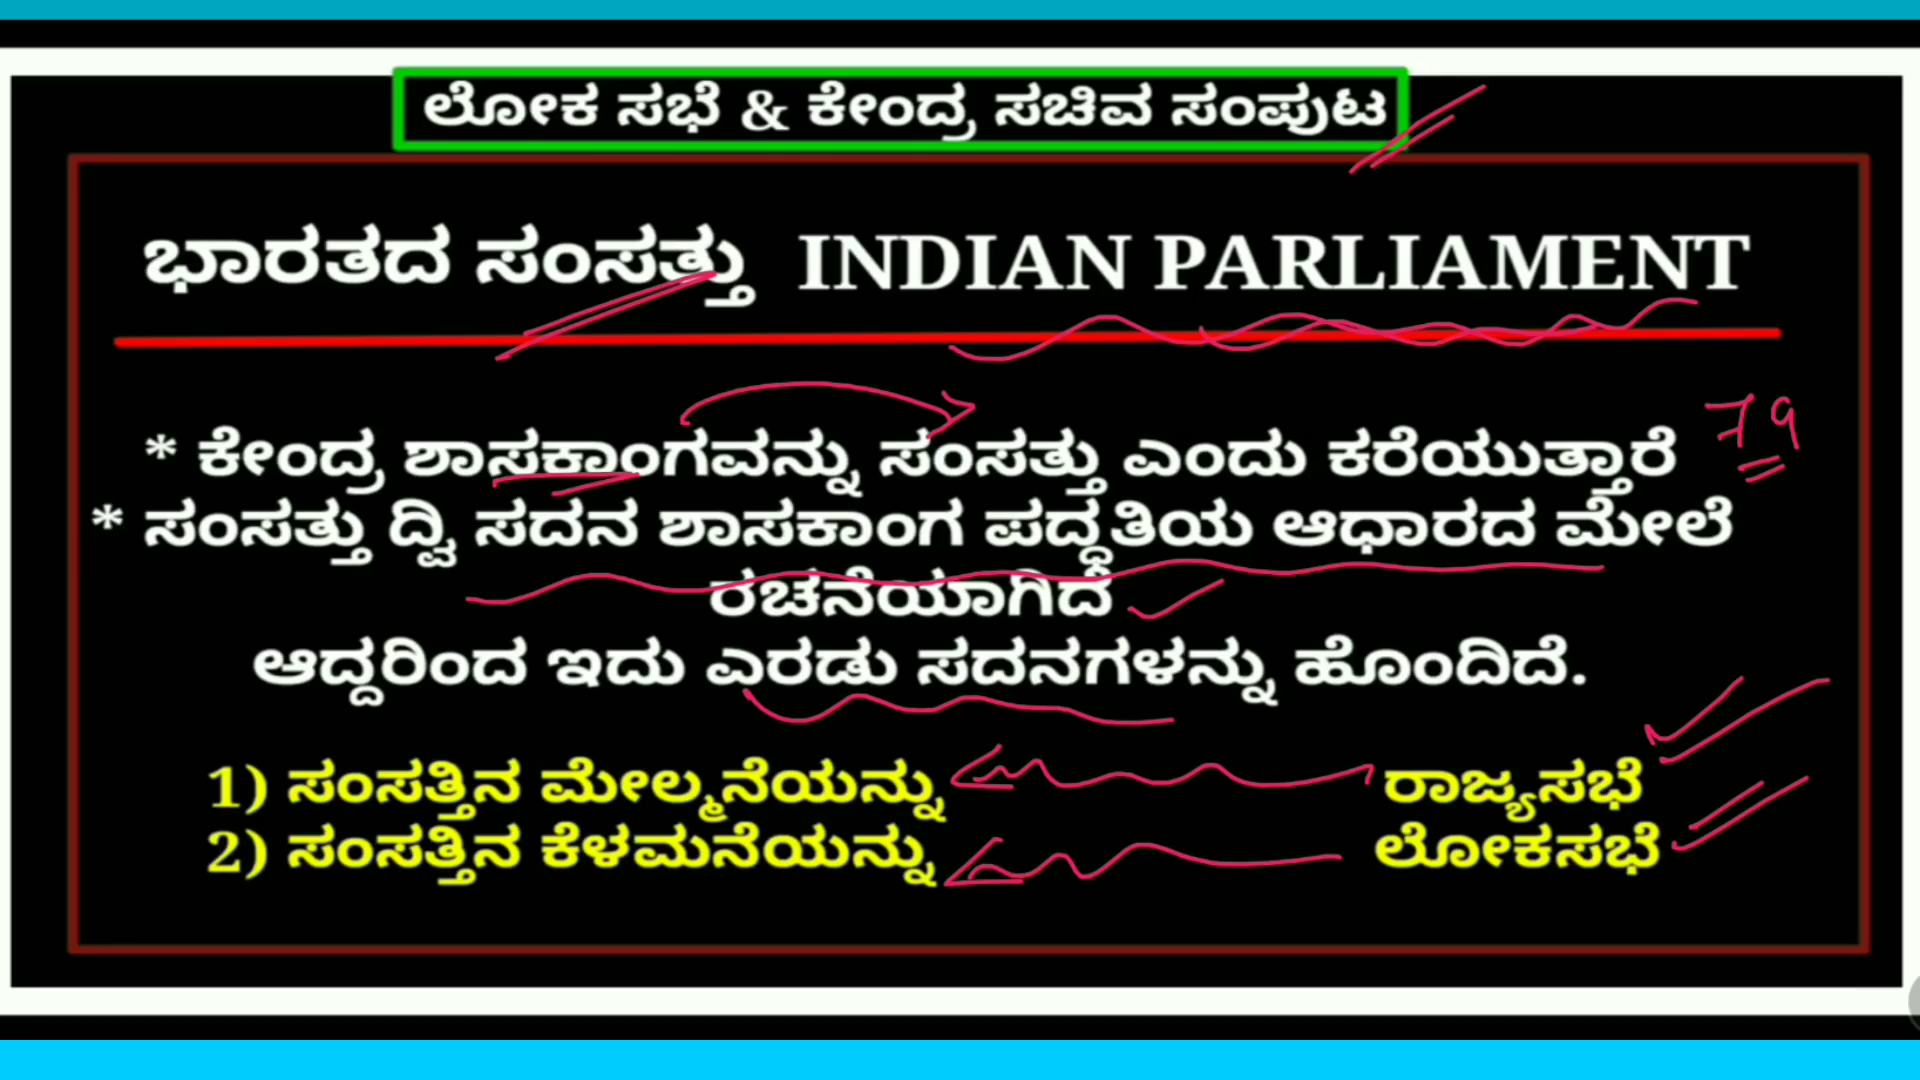 ಲೋಕ ಸಭೆ & ಕೇಂದ್ರ ಸಚಿವ ಸಂಪುಟ
ಭಾರತದ ಸಂಸತ್ತು INDIAN PARLIAMENT
* ಕೇಂದ್ರ ಶಾಸಕಾಂಗವನ್ನು ಸಂಸತ್ತು ಎಂದು ಕರೆಯುತ್ತಾರೆ 79
* ಸಂಸತ್ತು ದ್ವಿ ಸದನ ಶಾಸಕಾಂಗ ಪದ್ಧತಿಯ ಆಧಾರದ ಮೇಲೆ
ರಚನೆಯಾಗಿದೆ
ಆದ್ದರಿಂದ ಇದು ಎರಡು ಸದನಗಳನ್ನು ಹೊಂದಿದೆ.
1) ಸಂಸತ್ತಿನ ಮೇಲ್ಮನೆಯನ್ನು ರಾಜ್ಯಸಭೆ
2) ಸಂಸತ್ತಿನ ಕೆಳಮನೆಯನ್ನು ಲೋಕಸಭೆ